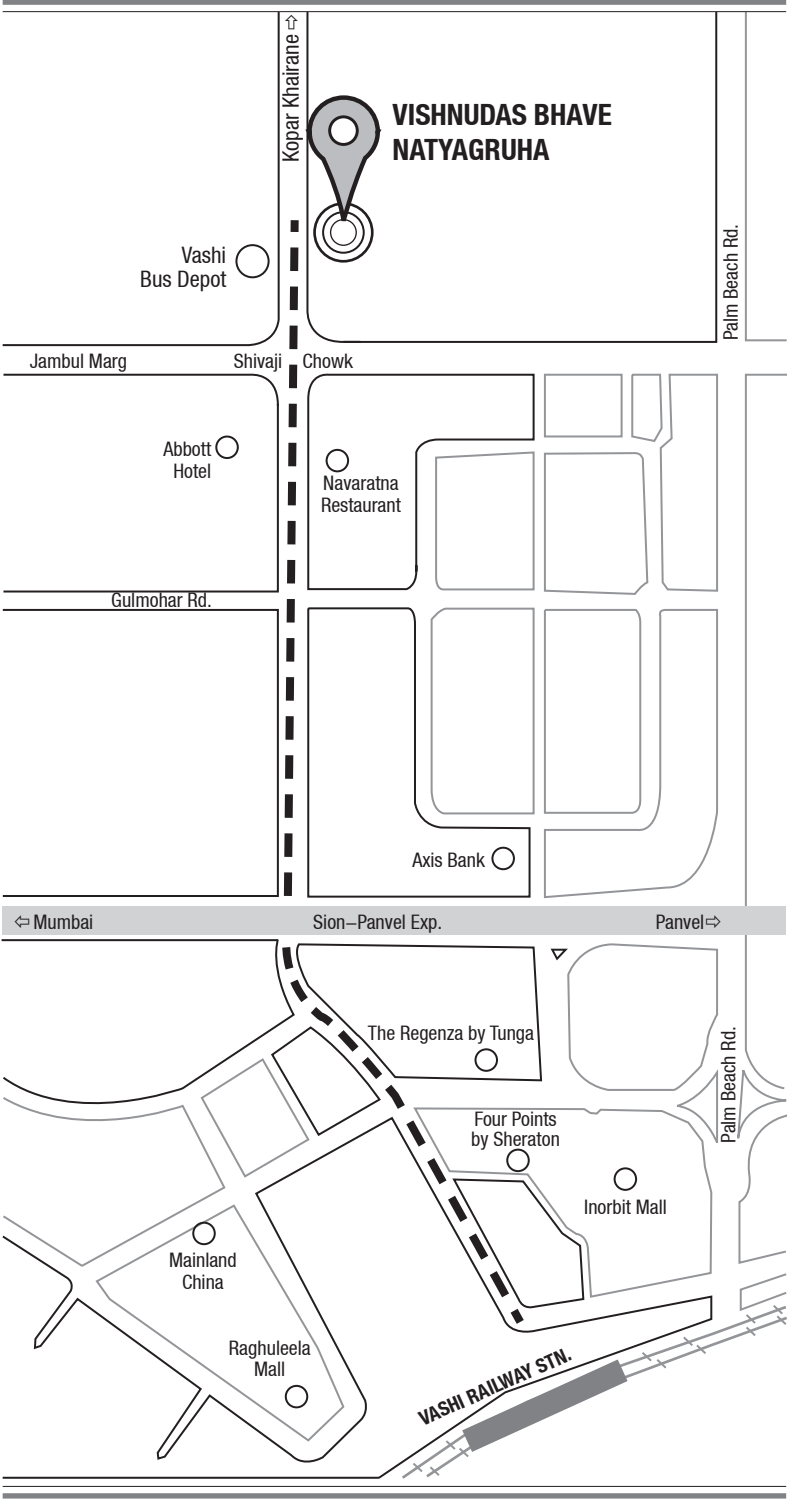 Kopar Khairane
VISHNUDAS BHAVE
NATYAGRUHA
Vashi
Bus Depot
Palm Beach Rd.
Jambul Marg
Shivaji Chowk
Abbott
Hotel
Navaratna
Restaurant
Gulmohar Rd.
Axis Bank
Mumbai
Sion–Panvel Exp.
Panvel
The Regenza by Tunga
Palm Beach Rd.
Four Points
by Sheraton
Inorbit Mall
Mainland
China
Raghuleela
Mall
VASHI RAILWAY STN.